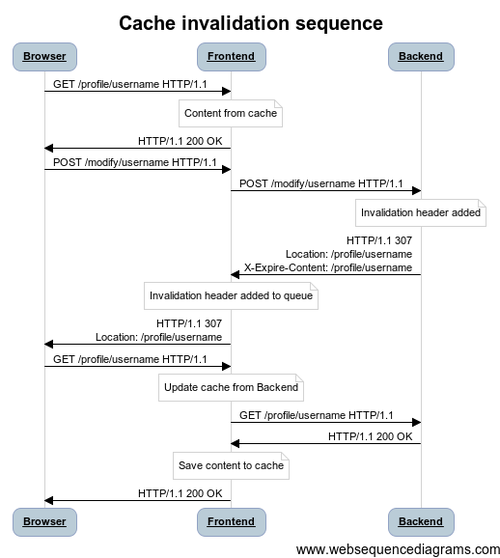 Cache invalidation sequence
Browser
Frontend
Backend
GET /profile/username HTTP/1.1
Content from cache
HTTP/1.1 200 OK
POST /modify/username HTTP/1.1
POST /modify/username HTTP/1.1
Invalidation header added
HTTP/1.1 307
Location: /profile/username
X-Expire-Content: /profile/username
Invalidation header added to queue
HTTP/1.1 307
Location: /profile/username
GET /profile/username HTTP/1.1
Update cache from Backend
GET /profile/username HTTP/1.1
HTTP/1.1 200 OK
Save content to cache
HTTP/1.1 200 OK
Browser
Frontend
Backend
www.websequencediagrams.com